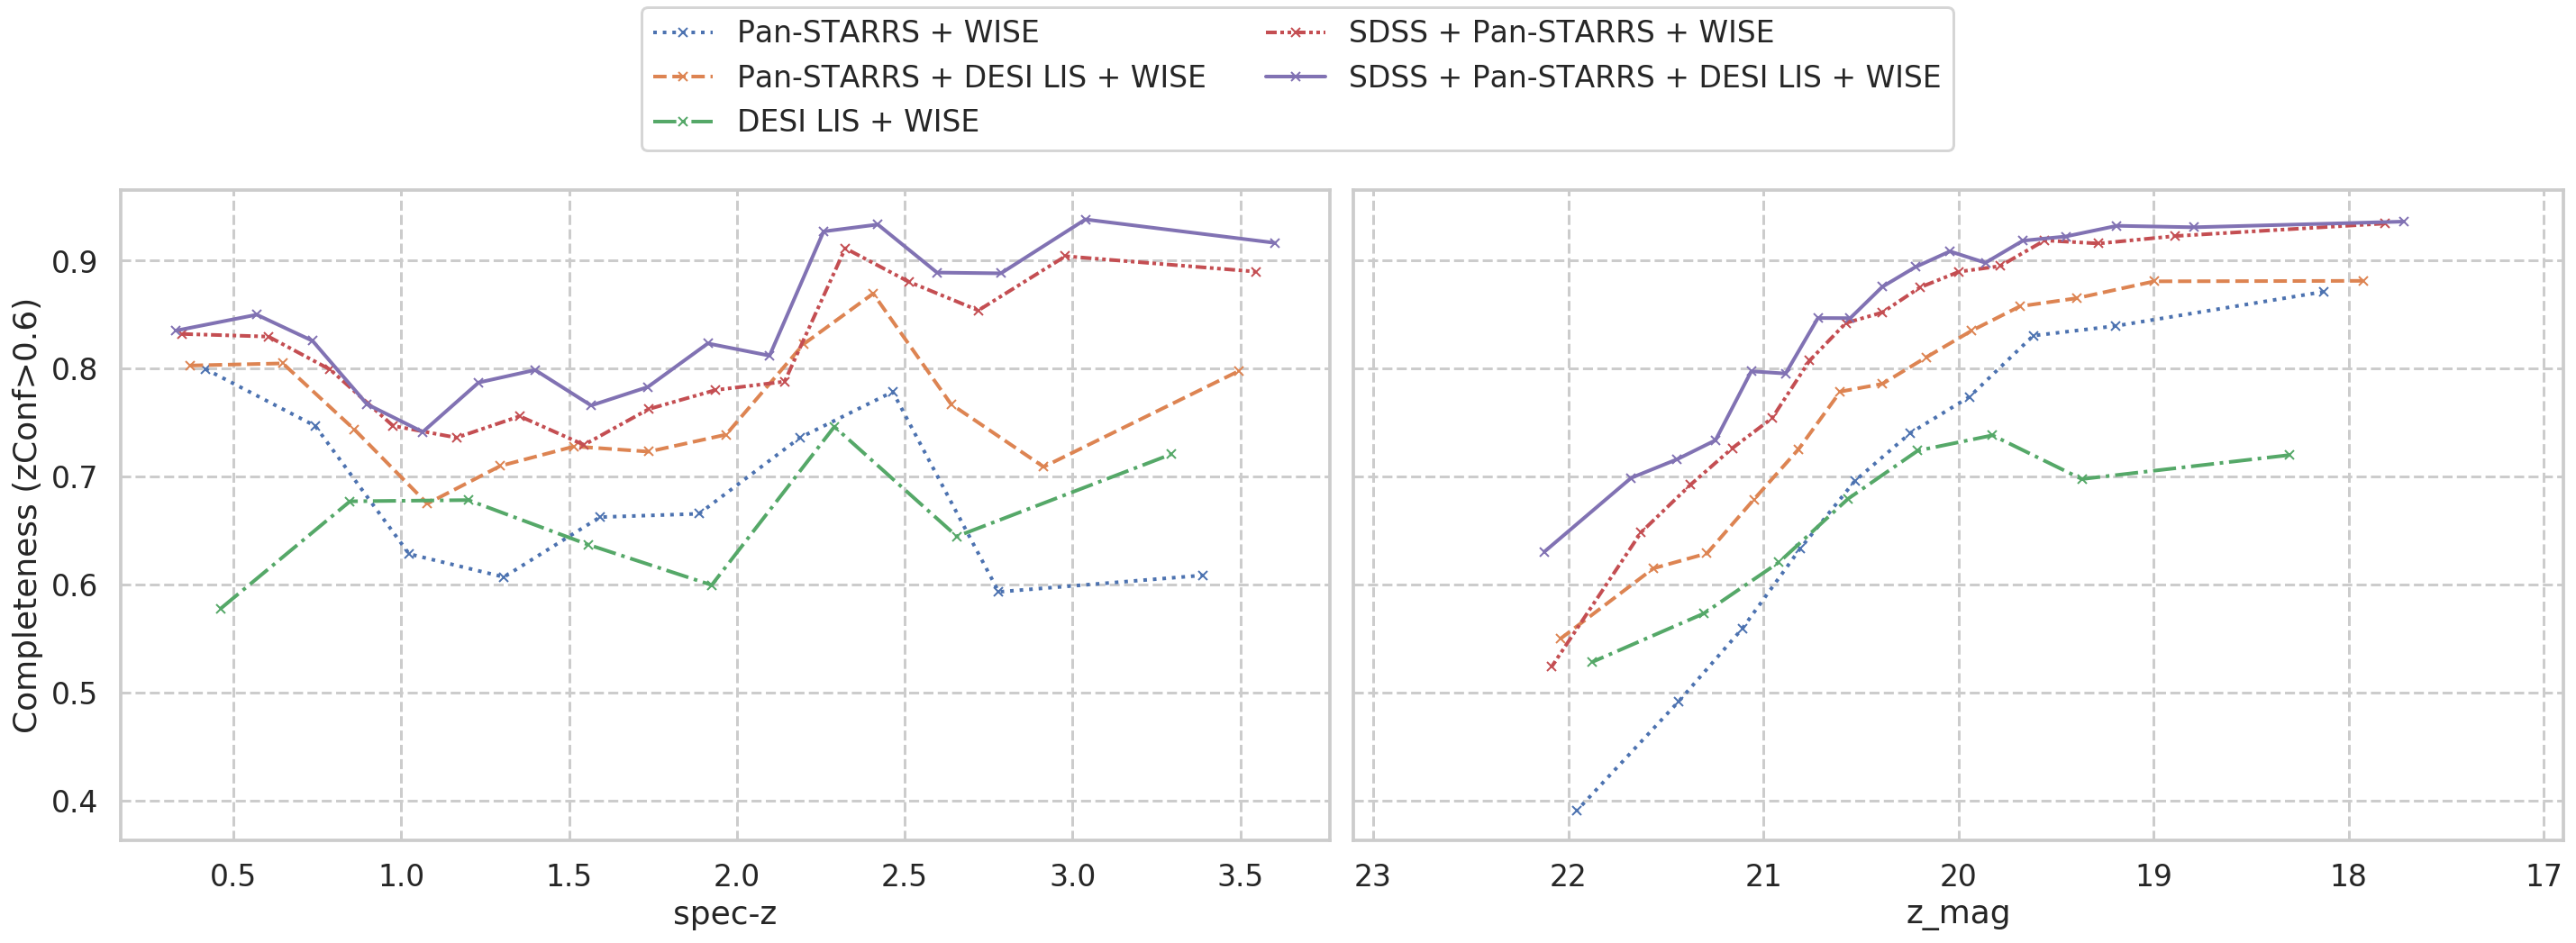 Pan-STARRS + WISE
Pan-STARRS + DESI LIS + WISE
DESI LIS + WISE
SDSS + Pan-STARRS + WISE
SDSS + Pan-STARRS + DESI LIS + WISE
Completeness (zConf>0.6)
0.9
0.8
0.7
0.6
0.5
0.4
0.5 1.0 1.5 2.0 2.5 3.0 3.5
spec-z
23 22 21 20 19 18 17
z_mag